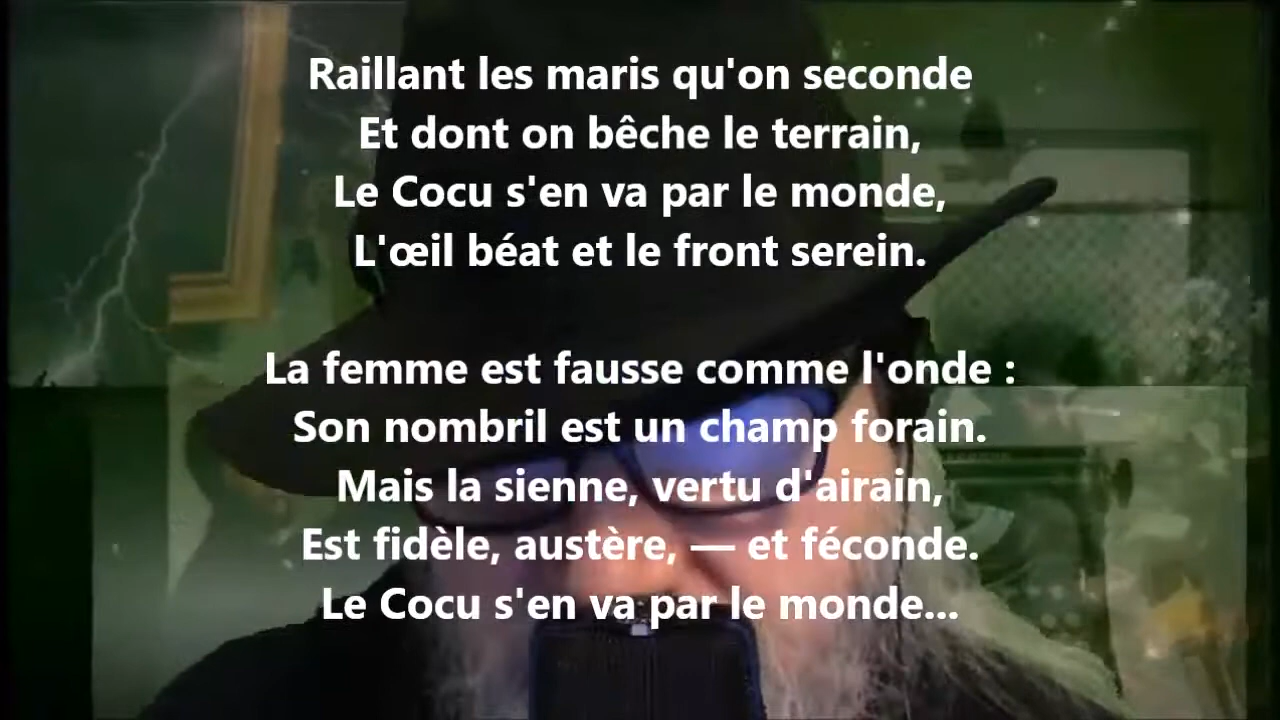 Raillant les maris qu'on seconde
Et dont on bêche le terrain,
Le Cocu s'en va par le monde,
L'œil béat et le front serein.
La femme est fausse comme l'onde :
Son nombril est un champ forain.
Mais la sienne, vertu d'airain,
Est fidèle, austère, — et féconde.
Le Cocu s'en va par le monde...